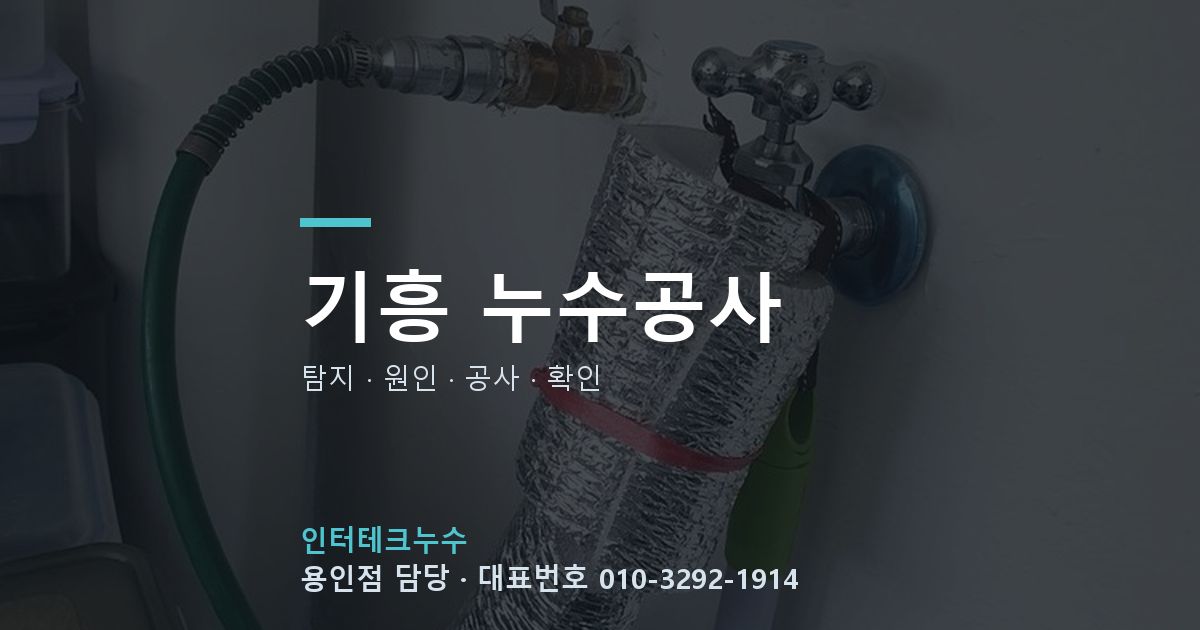 기흥 누수공사
탐지 · 원인 · 공사 · 확인
인터테크누수
용인점 담당 · 대표번호 010-3292-1914